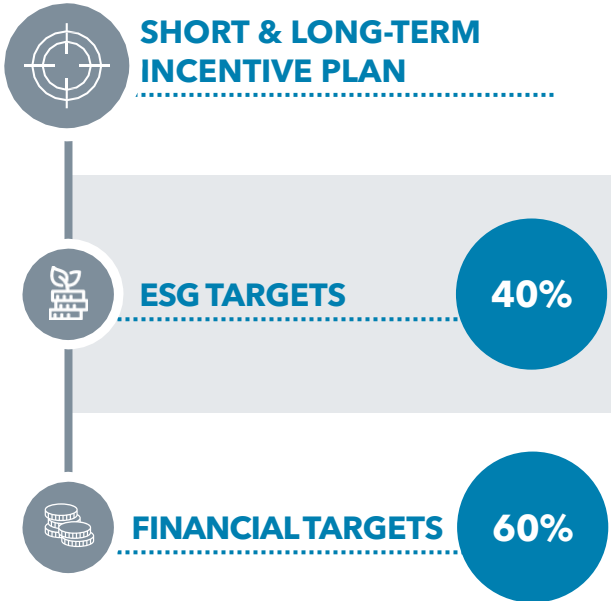 SHORT & LONG-TERM
INCENTIVE PLAN
ESG TARGETS
40%
FINANCIAL TARGETS
60%